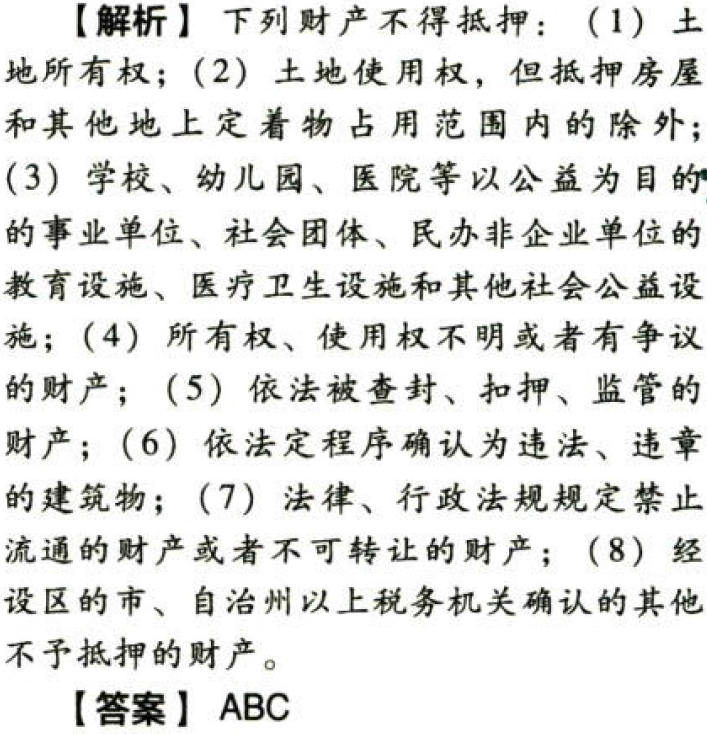 【解析】 下列财产不得抵押：（1）土
地所有权；（2）土地使用权，但抵押房屋
和其他地上定着物占用范围内的除外；
（3）学校、幼儿园、医院等以公益为目的
的事业单位、社会团体、民办非企业单位的
教育设施、医疗卫生设施和其他社会公益设
施；（4）所有权、使用权不明或者有争议
的财产；（5）依法被查封、扣押、监管的
财产；（6）依法定程序确认为违法、违章
的建筑物；（7）法律、行政法规规定禁止
流通的财产或者不可转让的财产；（8）经
设区的市、自治州以上税务机关确认的其他
不予抵押的财产。
【答案】 ABC